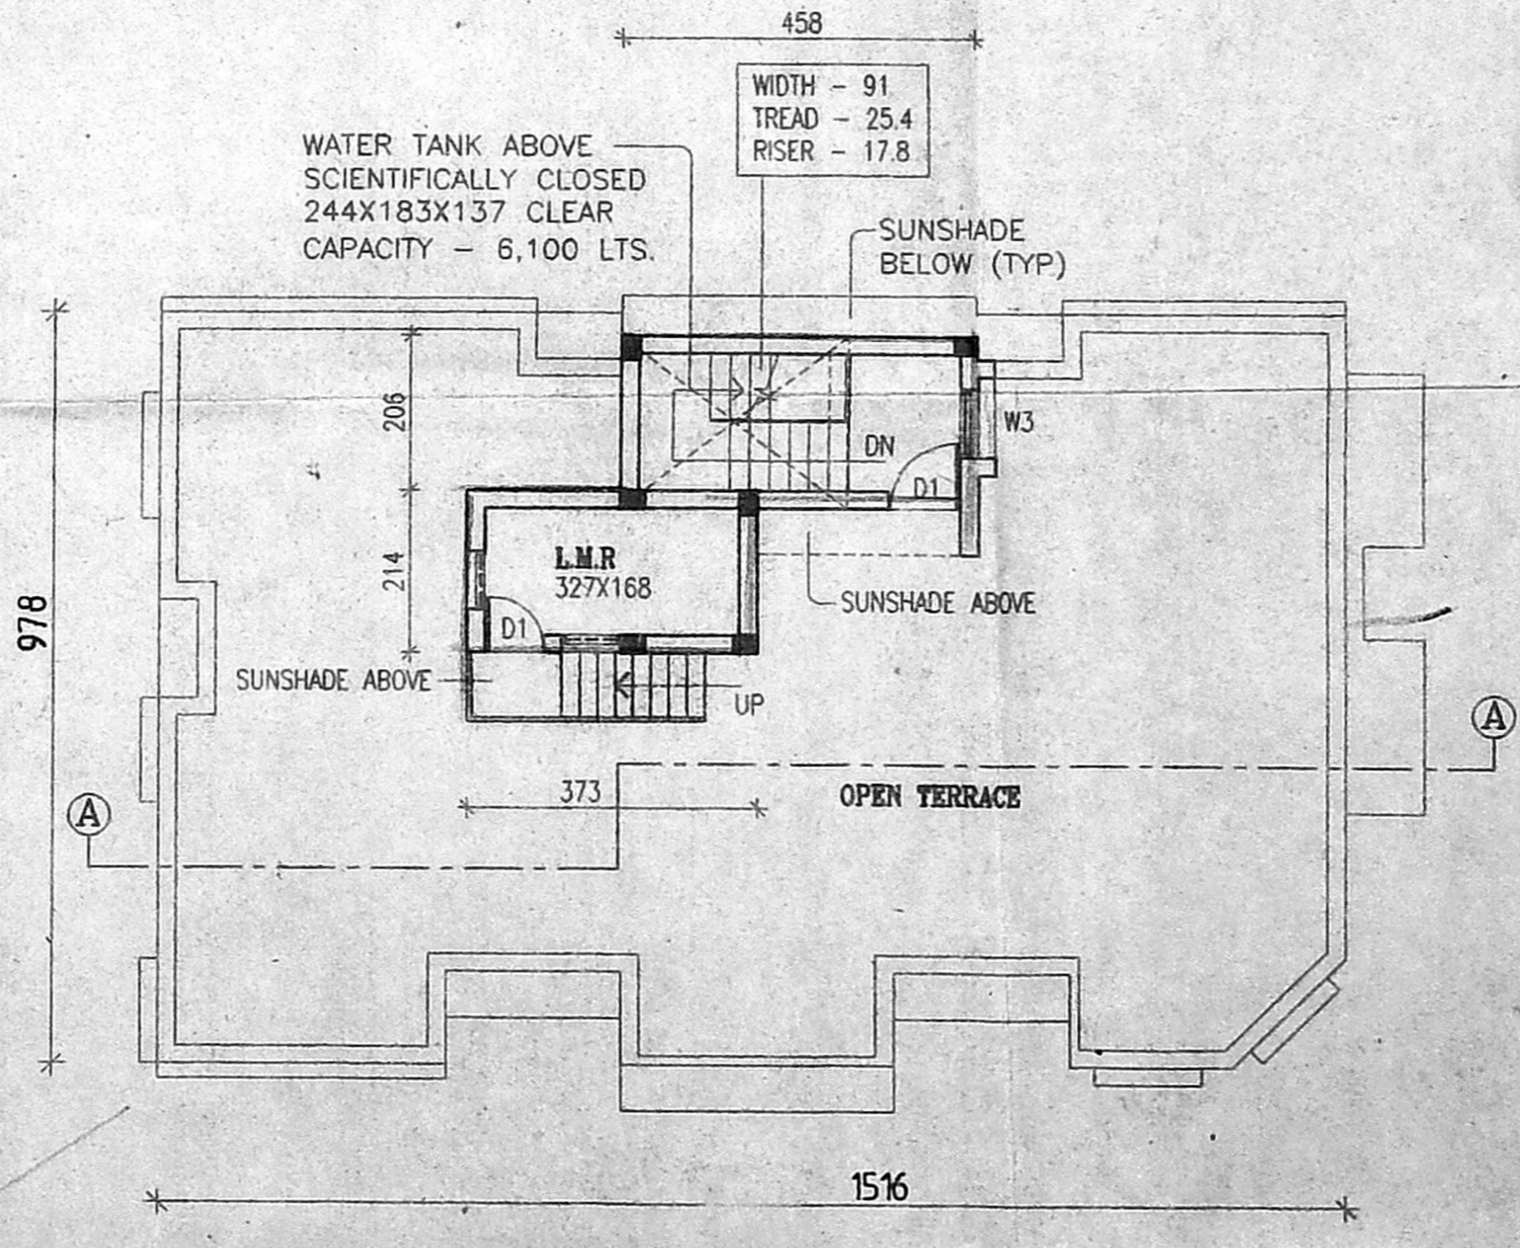 458
WIDTH - 91
TREAD - 25.4
RISER - 17.8
WATER TANK ABOVE
SCIENTIFICALLY CLOSED
244X183X137 CLEAR
CAPACITY - 6,100 LTS.
SUNSHADE
BELOW (TYP)
206
W3
DN
D1
L.M.R
327X168
214
978
SUNSHADE ABOVE
D1
SUNSHADE ABOVE
UP
A
373
OPEN TERRACE
A
1516